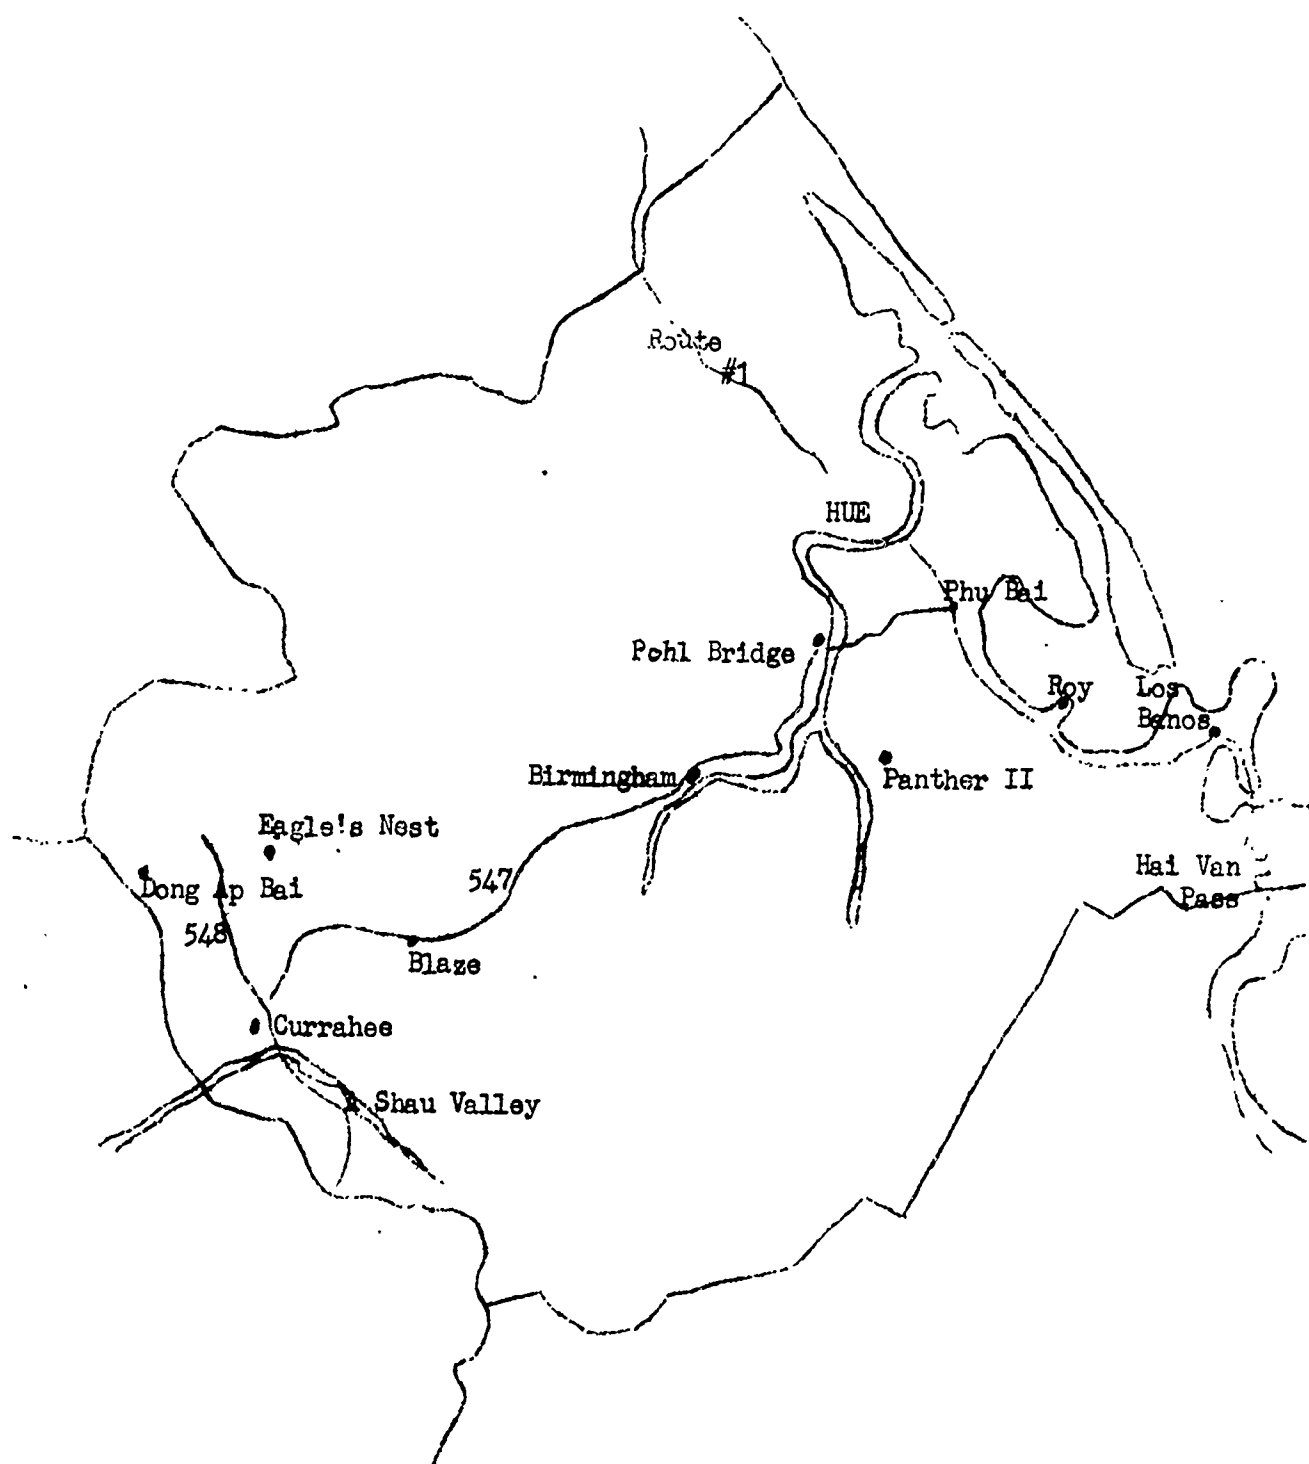 Route
#1
HUE
Phu Bai
Pohl Bridge
Roy
Los
Banos
Birmingham
Panther II
Eagle's Nest
Hai Van
Pass
547
Dong Ap Bai
548
Blaze
Currahee
A Shau Valley